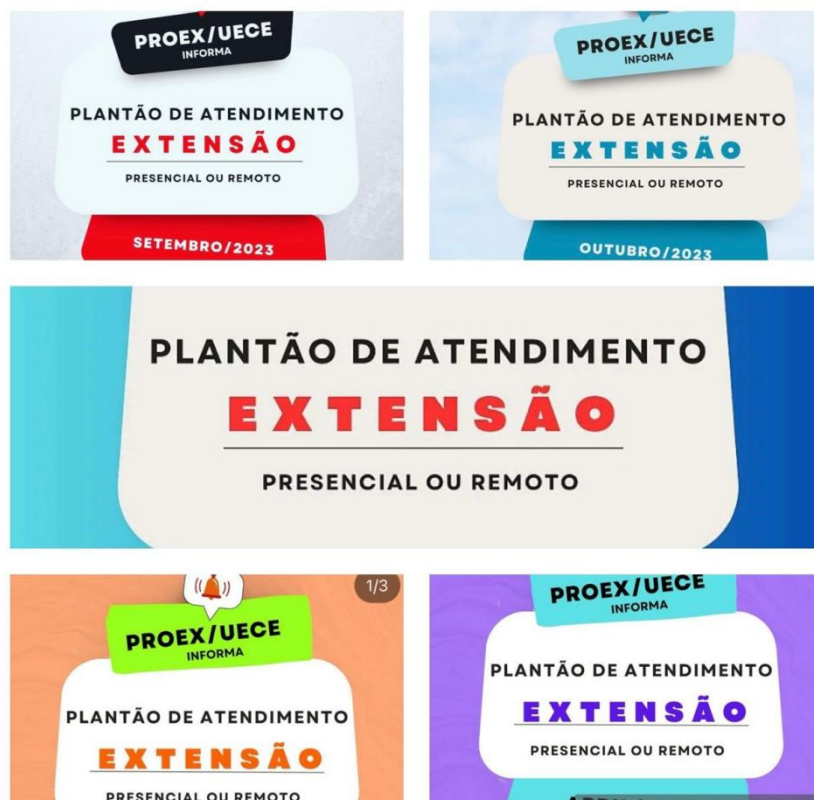 PROEX/UECE
INFORMA
PLANTÃO DE ATENDIMENTO
EXTENSÃO
PRESENCIAL OU REMOTO
SETEMBRO/2023
PROEX/UECE
INFORMA
PLANTÃO DE ATENDIMENTO
EXTENSÃO
PRESENCIAL OU REMOTO
OUTUBRO/2023
PLANTÃO DE ATENDIMENTO
EXTENSÃO
PRESENCIAL OU REMOTO
1/3
PROEX/UECE
INFORMA
PLANTÃO DE ATENDIMENTO
EXTENSÃO
PRESENCIAL OU REMOTO
PROEX/UECE
INFORMA
PLANTÃO DE ATENDIMENTO
EXTENSÃO
PRESENCIAL OU REMOTO